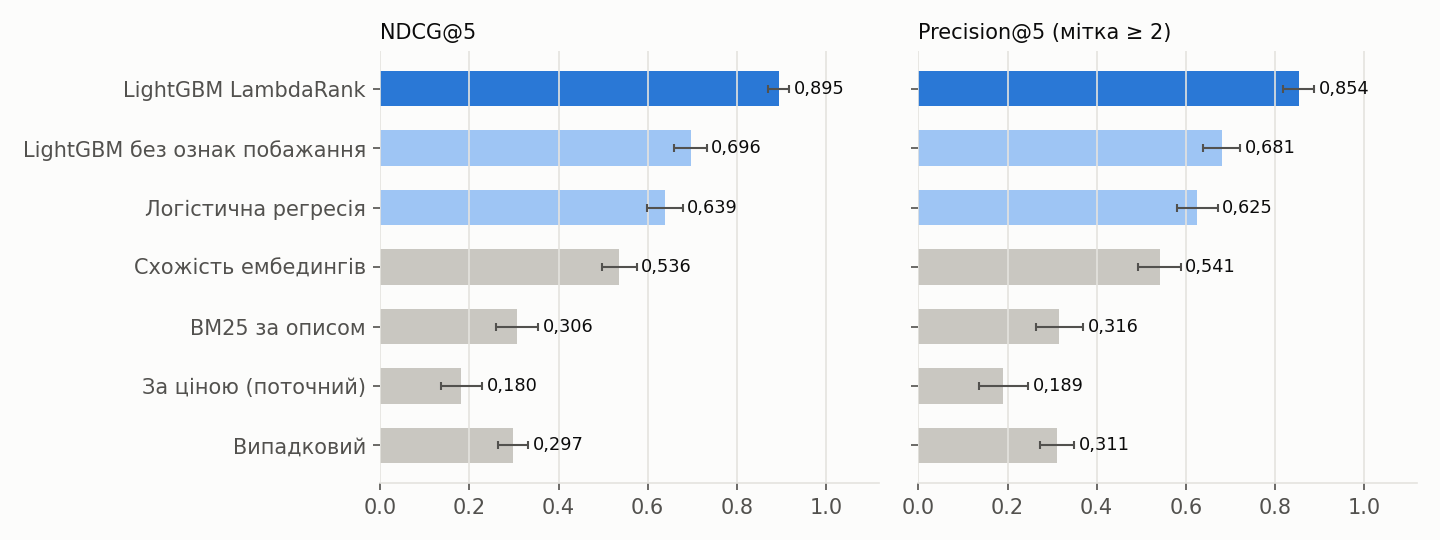 NDCG@5
Precision@5 (мітка ≥ 2)
LightGBM LambdaRank
0,895
0,854
LightGBM без ознак побажання
0,696
0,681
Логістична регресія
0,639
0,625
Схожість ембедингів
0,536
0,541
BM25 за описом
0,306
0,316
За ціною (поточний)
0,180
0,189
Випадковий
0,297
0,311
0.0 0.2 0.4 0.6 0.8 1.0
0.0 0.2 0.4 0.6 0.8 1.0